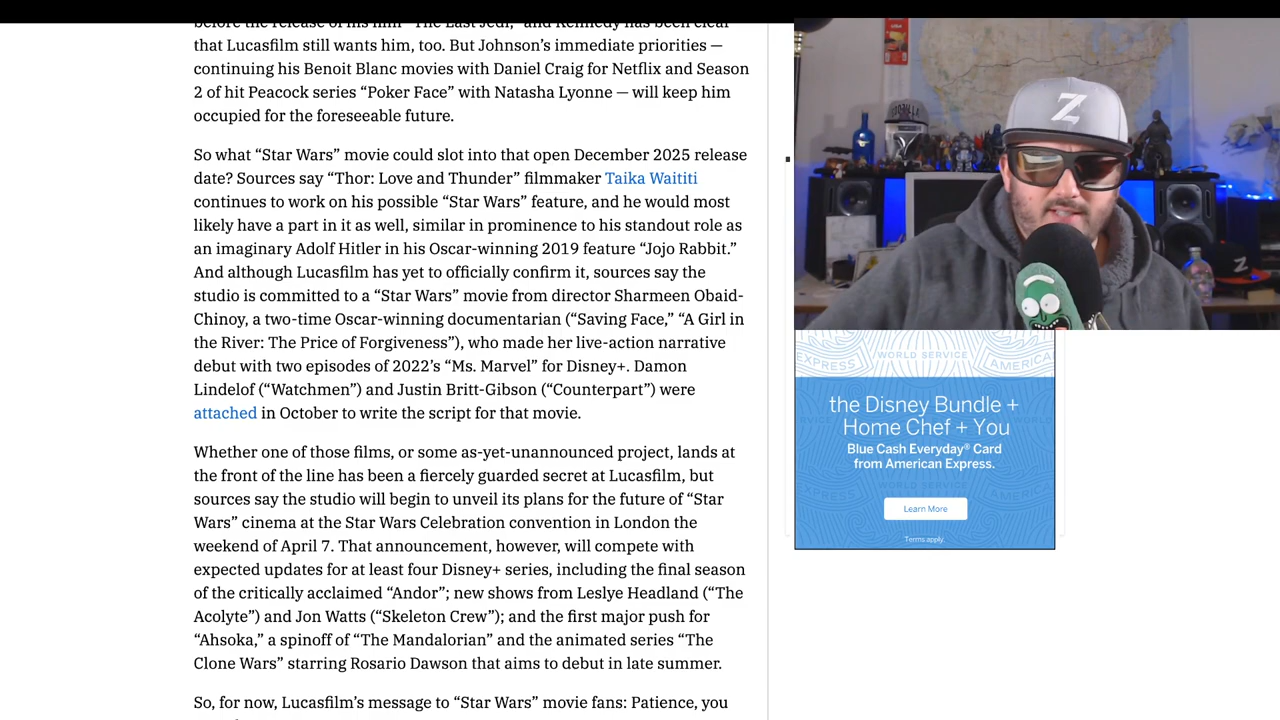 before the release of his film “The Last Jedi,” and Kennedy has been clear
that Lucasfilm still wants him, too. But Johnson’s immediate priorities —
continuing his Benoit Blanc movies with Daniel Craig for Netflix and Season
2 of hit Peacock series “Poker Face” with Natasha Lyonne — will keep him
occupied for the foreseeable future.
So what “Star Wars” movie could slot into that open December 2025 release
date? Sources say “Thor: Love and Thunder” filmmaker Taika Waititi
continues to work on his possible “Star Wars” feature, and he would most
likely have a part in it as well, similar in prominence to his standout role as
an imaginary Adolf Hitler in his Oscar-winning 2019 feature “Jojo Rabbit.”
And although Lucasfilm has yet to officially confirm it, sources say the
studio is committed to a “Star Wars” movie from director Sharmeen Obaid-
Chinoy, a two-time Oscar-winning documentarian (“Saving Face,” “A Girl in
the River: The Price of Forgiveness”), who made her live-action narrative
debut with two episodes of 2022’s “Ms. Marvel” for Disney+. Damon
Lindelof (“Watchmen”) and Justin Britt-Gibson (“Counterpart”) were
attached in October to write the script for that movie.
Whether one of those films, or some as-yet-unannounced project, lands at
the front of the line has been a fiercely guarded secret at Lucasfilm, but
sources say the studio will begin to unveil its plans for the future of “Star
Wars” cinema at the Star Wars Celebration convention in London the
weekend of April 7. That announcement, however, will compete with
expected updates for at least four Disney+ series, including the final season
of the critically acclaimed “Andor”; new shows from Leslye Headland (“The
Acolyte”) and Jon Watts (“Skeleton Crew”); and the first major push for
“Ahsoka,” a spinoff of “The Mandalorian” and the animated series “The
Clone Wars” starring Rosario Dawson that aims to debut in late summer.
So, for now, Lucasfilm’s message to “Star Wars” movie fans: Patience, you
Z
Z
EXPRESS WORLD SERVICE AMERICA
the Disney Bundle +
Home Chef + You
Blue Cash Everyday® Card
from American Express.
Learn More
Terms apply.